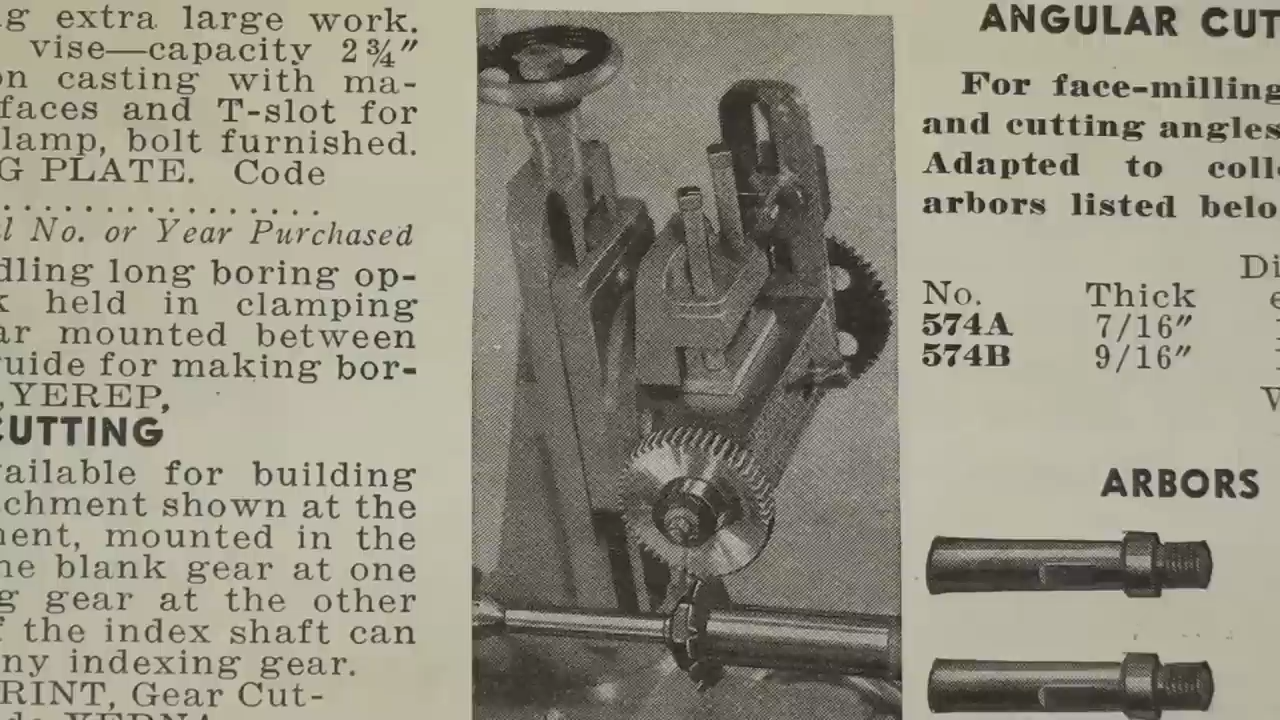 g extra large work.
vise—capacity 2¾″
on casting with ma-
faces and T-slot for
lamp, bolt furnished.
G PLATE. Code
................
l No. or Year Purchased
dling long boring op-
k held in clamping
ar mounted between
uide for making bor-
,YEREP,
CUTTING
vailable for building
chment shown at the
ment, mounted in the
he blank gear at one
g gear at the other
f the index shaft can
ny indexing gear.
RINT, Gear Cut-
ANGULAR CUT
For face-milling
and cutting angles
Adapted to coll
arbors listed belo
Di
No. Thick e
574A 7/16″
574B 9/16″
ARBORS